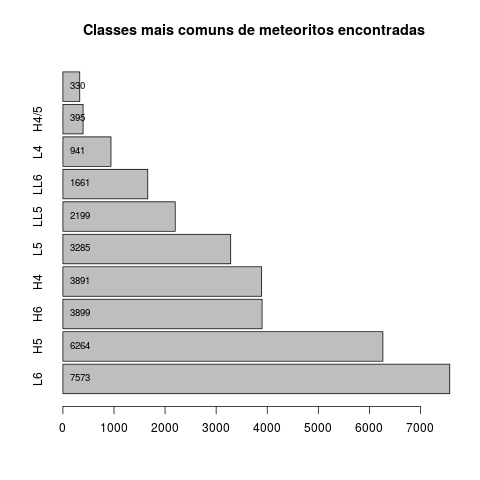 Classes mais comuns de meteoritos encontradas
330
H4/5 395
L4 941
LL6 1661
LL5 2199
L5 3285
H4 3891
H6 3899
H5 6264
L6 7573
0 1000 2000 3000 4000 5000 6000 7000